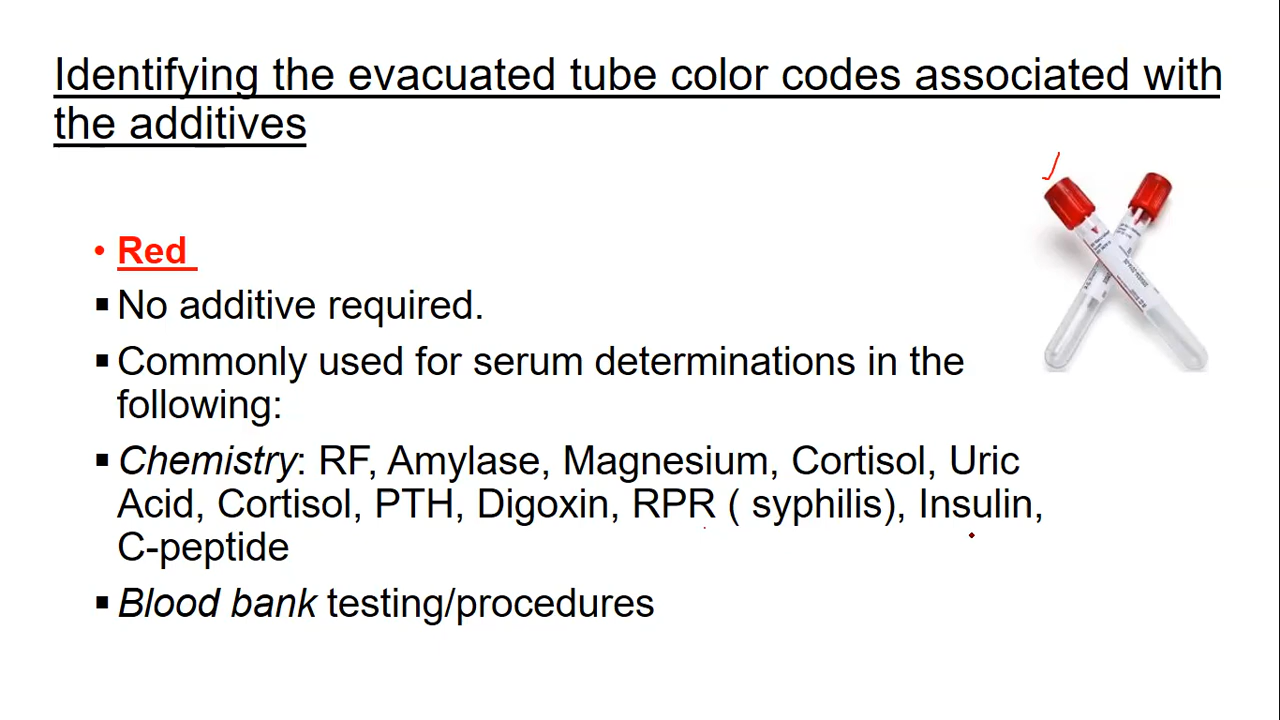 Identifying the evacuated tube color codes associated with
the additives
• Red
▪ No additive required.
▪ Commonly used for serum determinations in the
following:
▪ Chemistry: RF, Amylase, Magnesium, Cortisol, Uric
Acid, Cortisol, PTH, Digoxin, RPR ( syphilis), Insulin,
C-peptide
▪ Blood bank testing/procedures